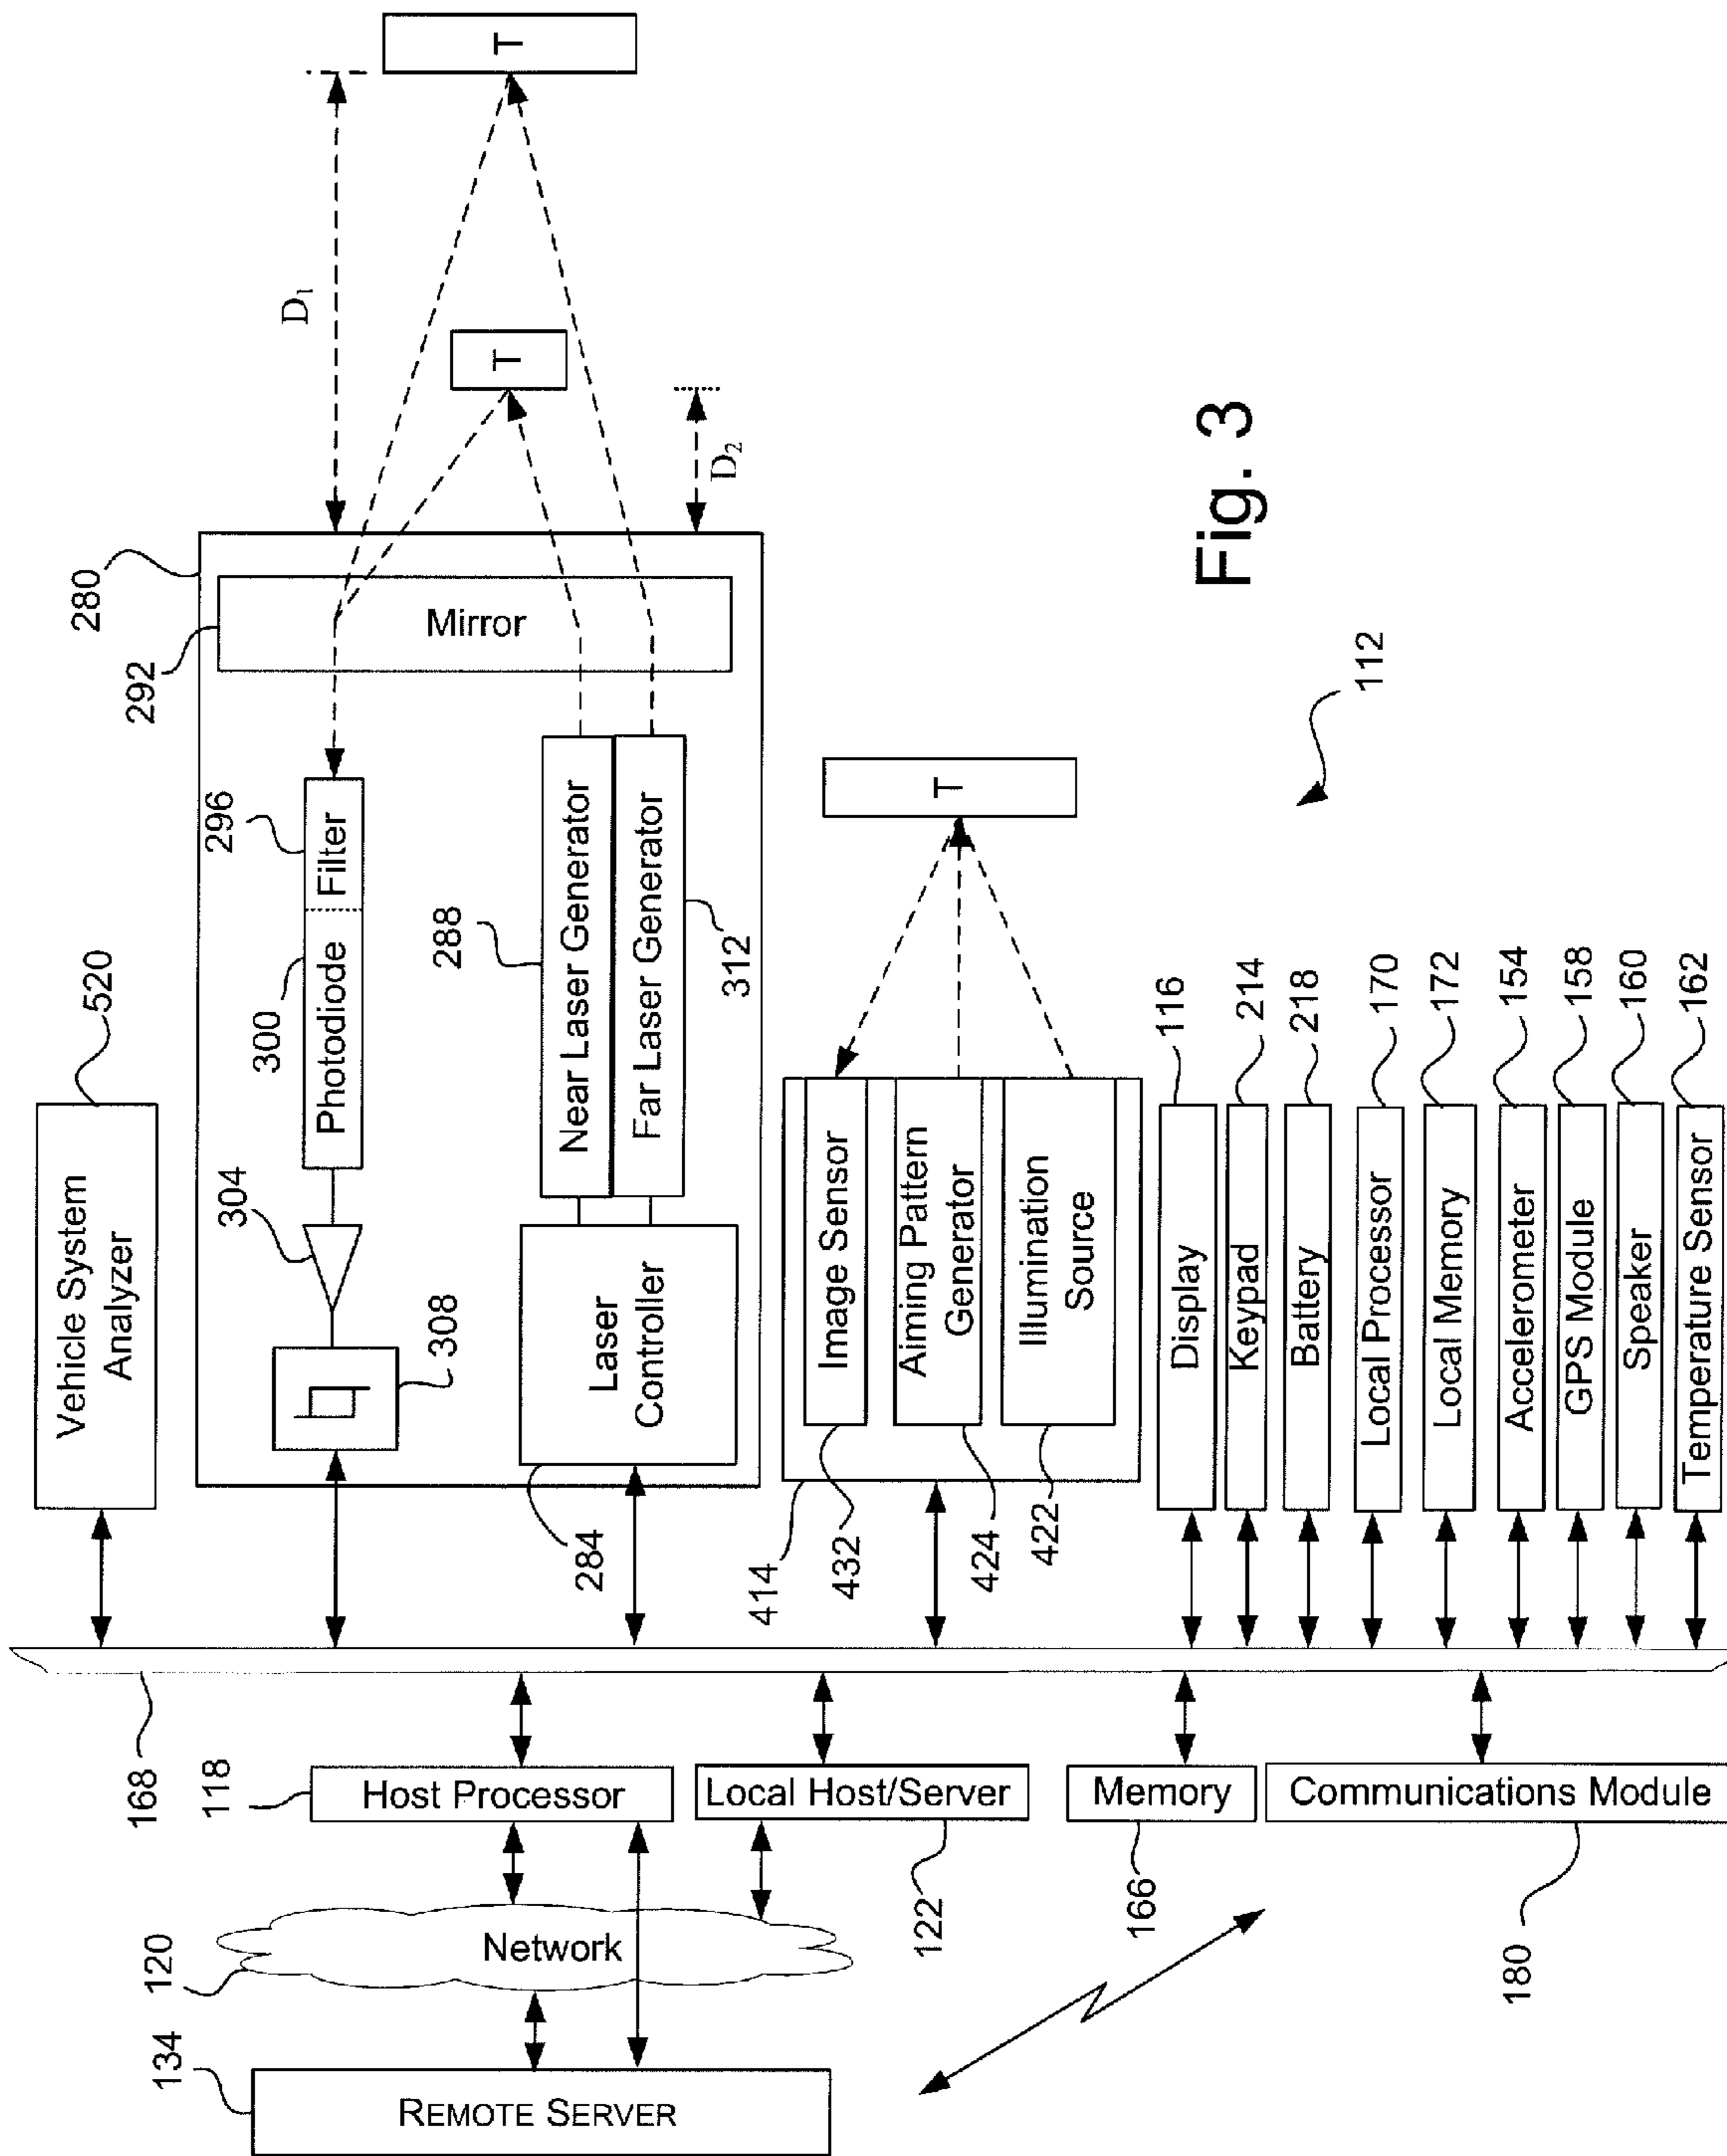 Vehicle System
Analyzer
520
280
292
Mirror
296
Filter
300
Photodiode
304
308
288
Near Laser Generator
Far Laser Generator
312
Laser
Controller
284
T
T
D1
D2
T
Image Sensor
Aiming Pattern
Generator
Illumination
Source
414
432
424
422
Display
116
Keypad
214
Battery
218
Local Processor
170
Local Memory
172
Accelerometer
154
GPS Module
158
Speaker
160
Temperature Sensor
162
168
118
Host Processor
Local Host/Server
122
Memory
166
Communications Module
180
120
Network
134
REMOTE SERVER
112
Fig. 3